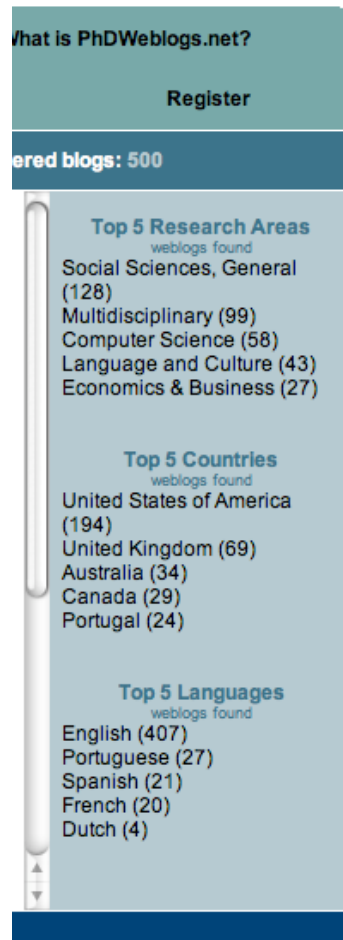 What is PhDWeblogs.net?
Register
ered blogs: 500
Top 5 Research Areas
weblogs found
Social Sciences, General
(128)
Multidisciplinary (99)
Computer Science (58)
Language and Culture (43)
Economics & Business (27)
Top 5 Countries
weblogs found
United States of America
(194)
United Kingdom (69)
Australia (34)
Canada (29)
Portugal (24)
Top 5 Languages
weblogs found
English (407)
Portuguese (27)
Spanish (21)
French (20)
Dutch (4)